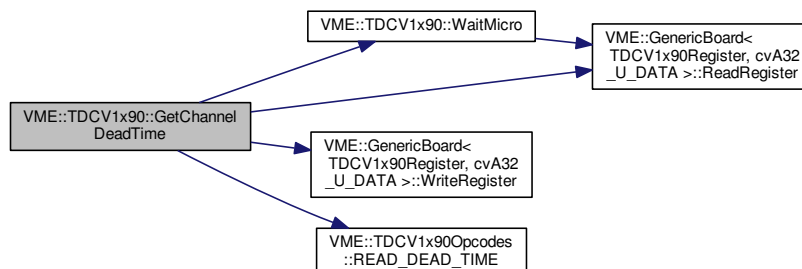 VME::TDCV1x90::WaitMicro
VME::GenericBoard<
TDCV1x90Register, cvA32
_U_DATA >::ReadRegister
VME::TDCV1x90::GetChannel
DeadTime
VME::GenericBoard<
TDCV1x90Register, cvA32
_U_DATA >::WriteRegister
VME::TDCV1x90Opcodes
::READ_DEAD_TIME